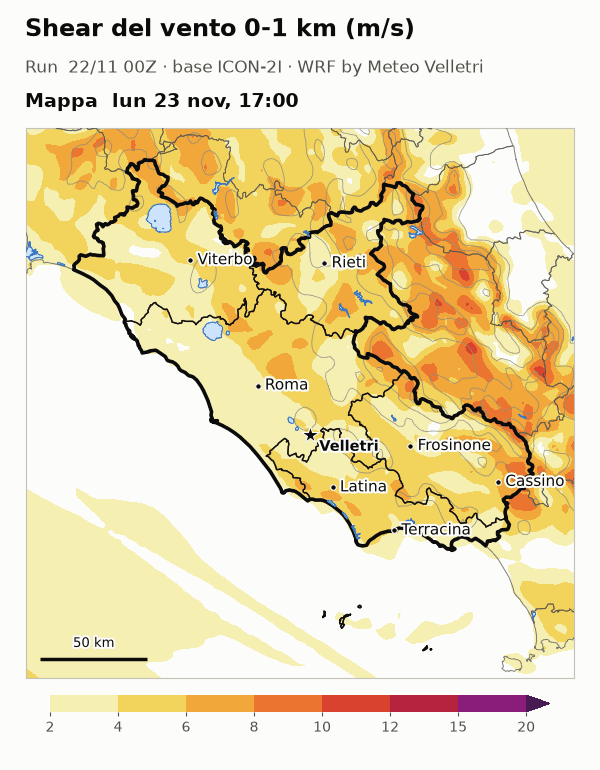 Shear del vento 0-1 km (m/s)
Run  22/11 00Z · base ICON-2I · WRF by Meteo Velletri
Mappa  lun 23 nov, 17:00
Viterbo
Rieti
Roma
Velletri
Frosinone
Cassino
Latina
Terracina
50 km
2 4 6 8 10 12 15 20